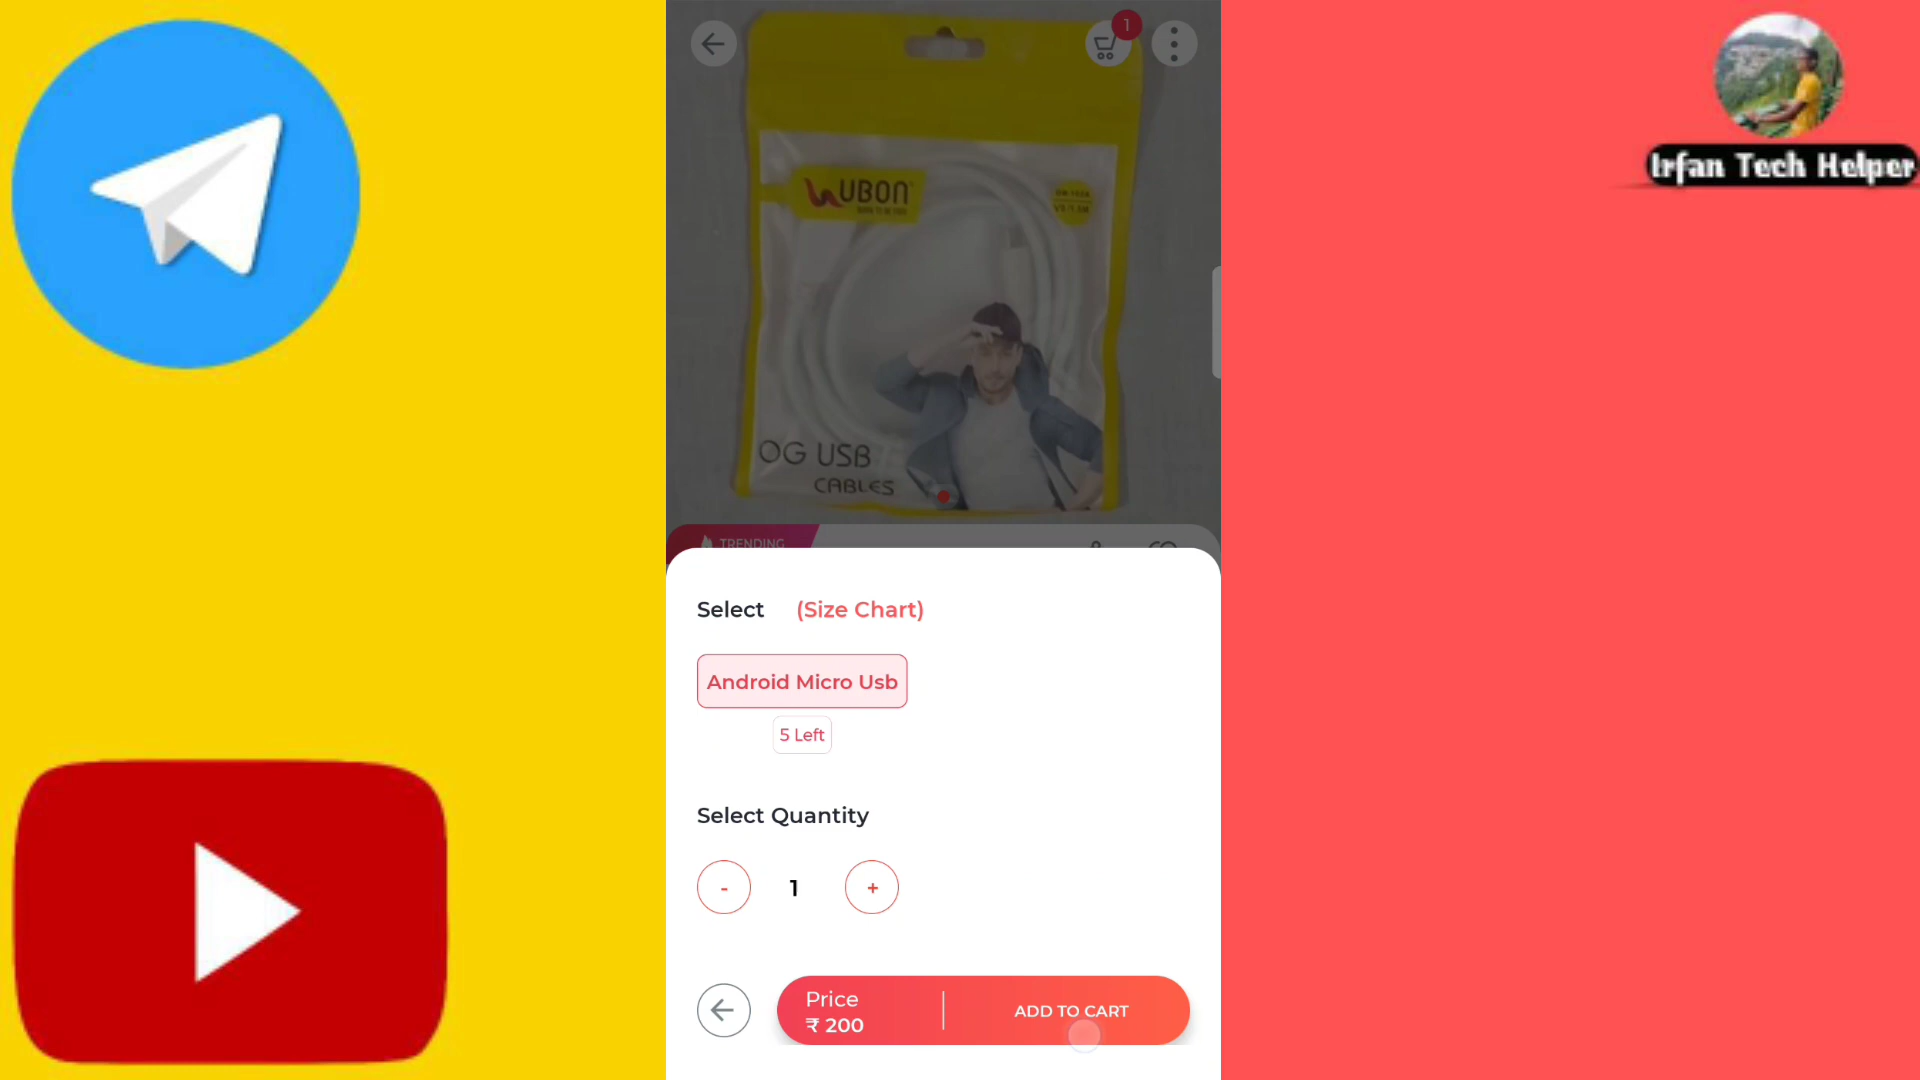 1
Irfan Tech Helper
UBON
OG USB
CABLES
TRENDING
Select (Size Chart)
Android Micro Usb
5 Left
Select Quantity
- 1 +
Price
₹ 200
ADD TO CART